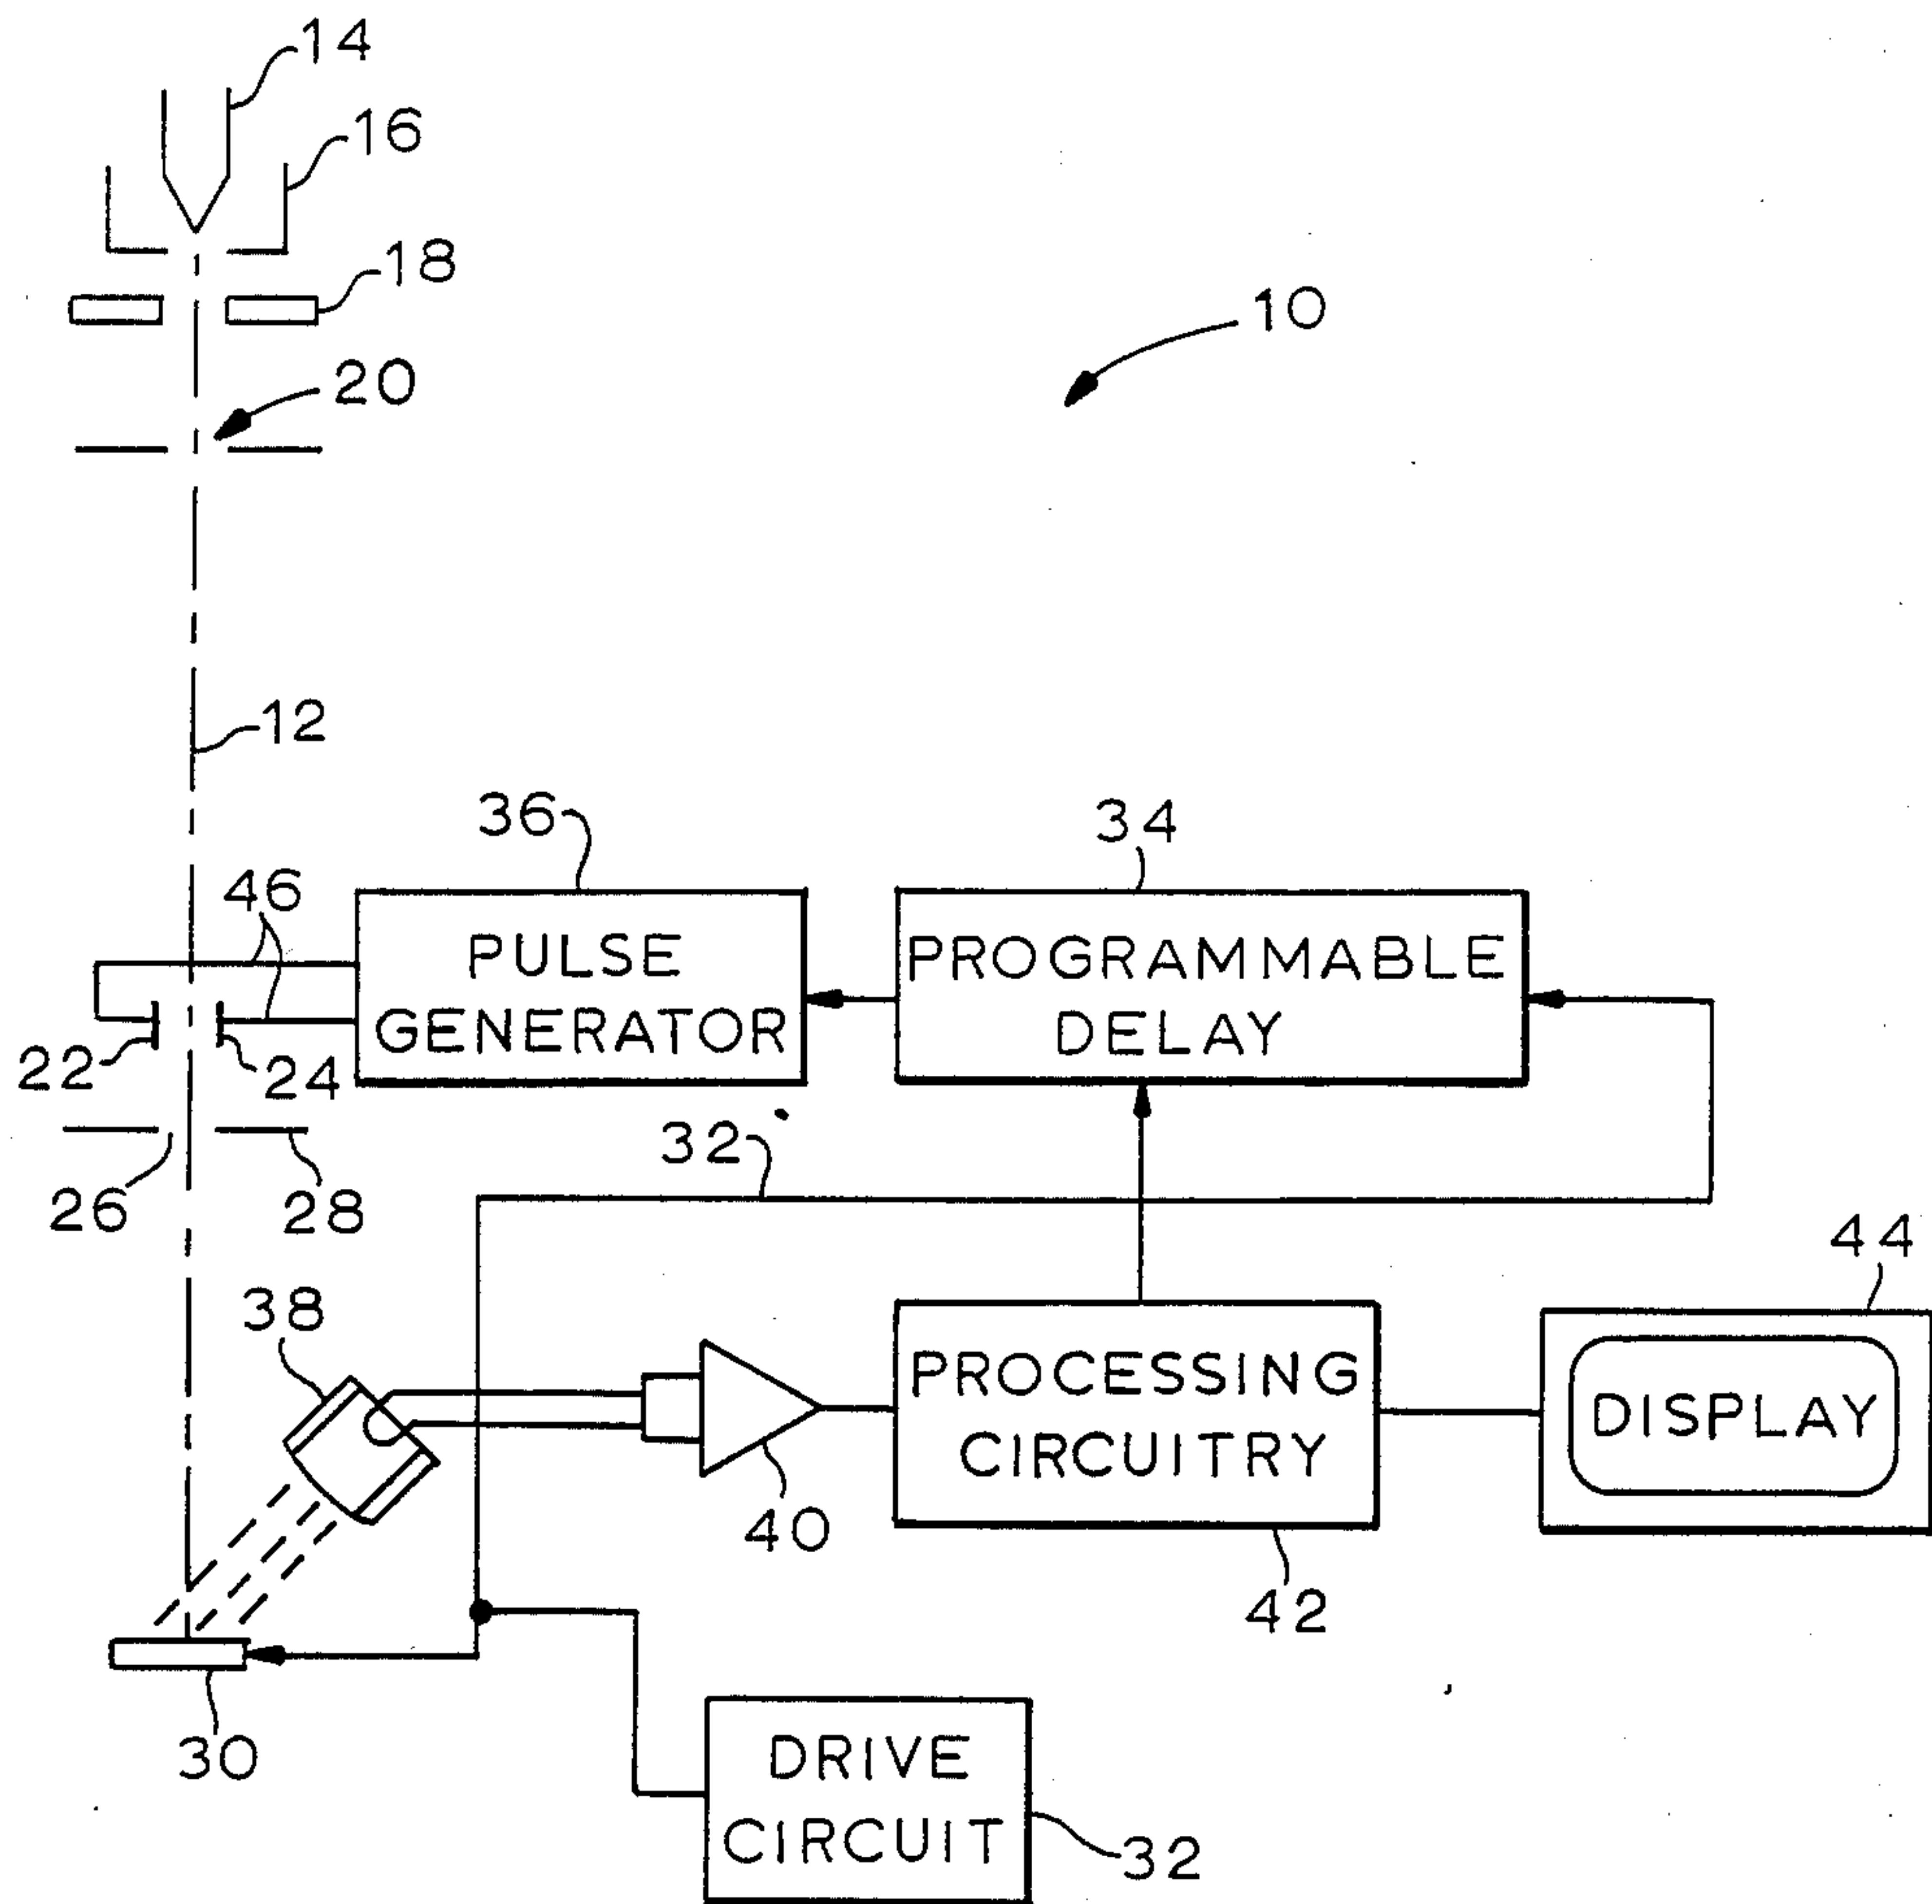 14
16
18
10
20
12
36
34
46
PULSE
GENERATOR
PROGRAMMABLE
DELAY
22
24
32
26
28
44
38
PROCESSING
CIRCUITRY
DISPLAY
40
42
30
DRIVE
CIRCUIT
32